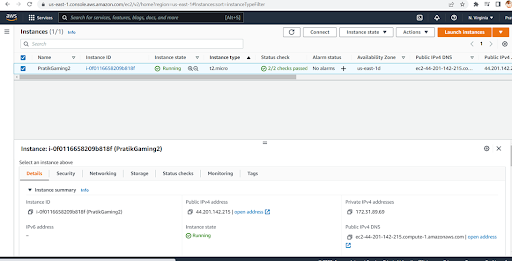 us-east-1.console.aws.amazon.com/ec2/v2/home?region=us-east-1#Instances:sort=instanceTypeFilter
aws Services Search for services, features, blogs, docs, and more [Alt+S] N. Virginia
Instances (1/1) Info Connect Instance state Actions Launch instances
Search 1
Name Instance ID Instance state Instance type Status check Alarm status Availability Zone Public IPv4 DNS Public IPv4
PratikGaming2 i-0f0116658209b818f Running t2.micro 2/2 checks passed No alarms + us-east-1d ec2-44-201-142-215.co... 44.201.142
Instance: i-0f0116658209b818f (PratikGaming2)
Select an instance above
Details Security Networking Storage Status checks Monitoring Tags
Instance summary Info
Instance ID Public IPv4 address Private IPv4 addresses
i-0f0116658209b818f (PratikGaming2) 44.201.142.215 | open address 172.31.89.69
IPv6 address Instance state Public IPv4 DNS
– Running ec2-44-201-142-215.compute-1.amazonaws.com | open address